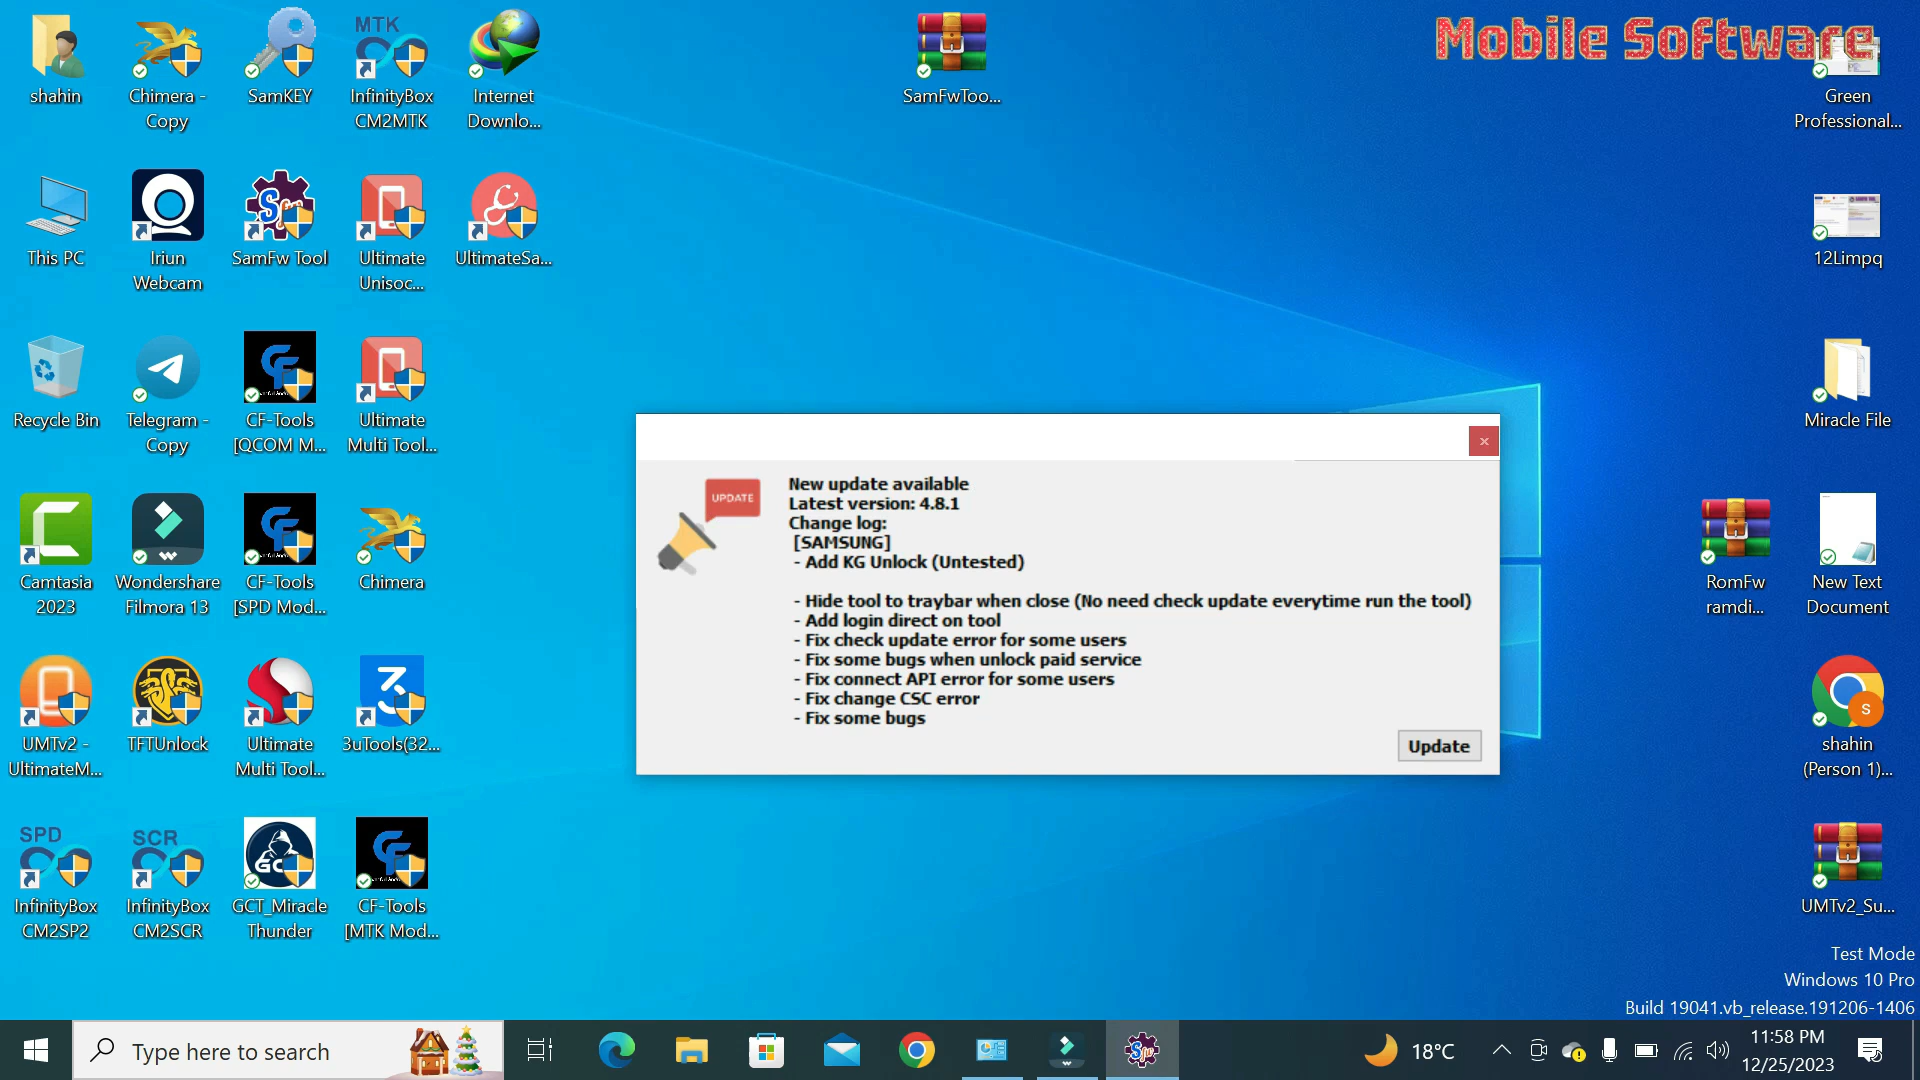 Mobile Software
shahin
Chimera -
Copy
SamKEY
MTK
InfinityBox
CM2MTK
Internet
Downlo...
SamFwToo...
Green
Professional...
This PC
Iriun
Webcam
SamFw Tool
Ultimate
Unisoc...
UltimateSa...
12Limpq
Recycle Bin
Telegram -
Copy
CF-Tools
[QCOM M...
Ultimate
Multi Tool...
Miracle File
UPDATE
New update available
Latest version: 4.8.1
Change log:
[SAMSUNG]
- Add KG Unlock (Untested)
- Hide tool to traybar when close (No need check update everytime run the tool)
- Add login direct on tool
- Fix check update error for some users
- Fix some bugs when unlock paid service
- Fix connect API error for some users
- Fix change CSC error
- Fix some bugs
Update
Camtasia
2023
Wondershare
Filmora 13
CF-Tools
[SPD Mod...
Chimera
RomFw
ramdi...
New Text
Document
UMTv2 -
UltimateM...
TFTUnlock
Ultimate
Multi Tool...
3uTools(32...
S
shahin
(Person 1)...
SPD
InfinityBox
CM2SP2
SCR
InfinityBox
CM2SCR
GCT_Miracle
Thunder
CF-Tools
[MTK Mod...
UMTv2_Su...
Test Mode
Windows 10 Pro
Build 19041.vb_release.191206-1406
Type here to search
18°C
11:58 PM
12/25/2023